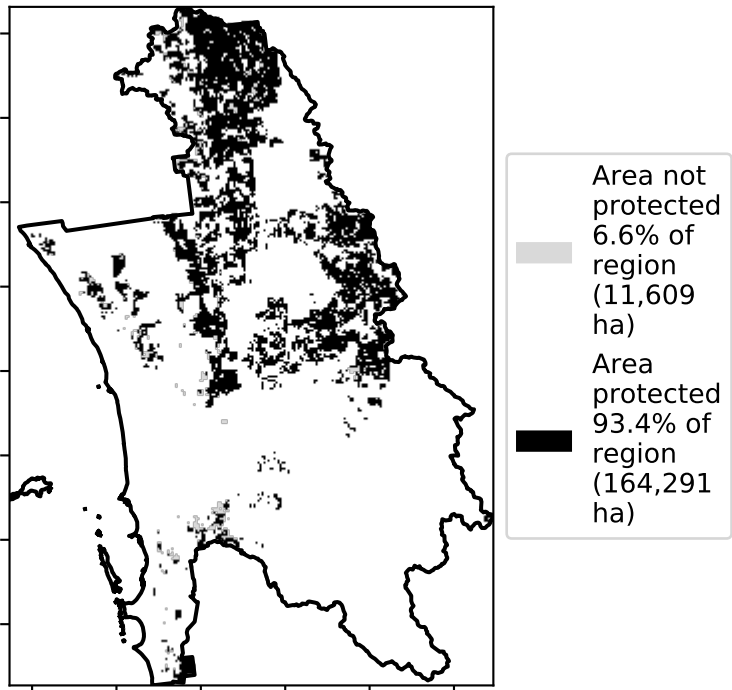 Area not
protected
6.6% of
region
(11,609
ha)
Area
protected
93.4% of
region
(164,291
ha)